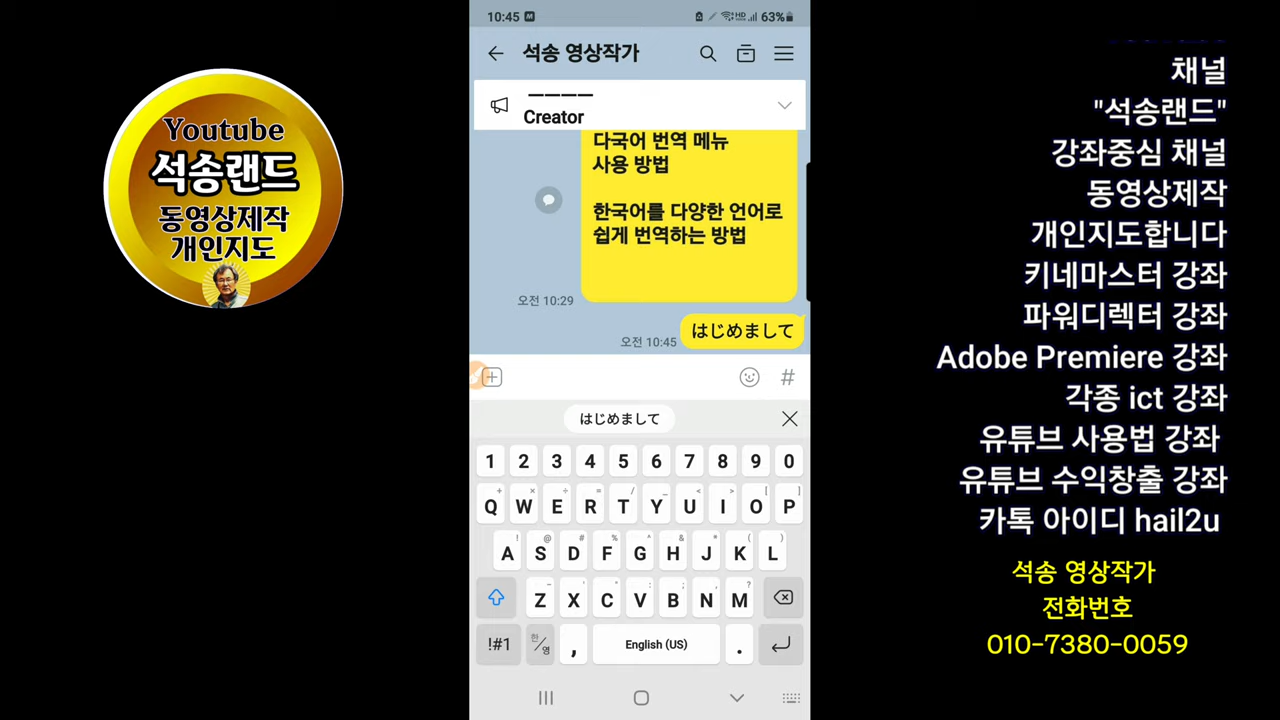 Youtube
석송랜드
동영상제작
개인지도
10:45
63%
석송 영상작가
Creator
다국어 번역 메뉴
사용 방법
한국어를 다양한 언어로
쉽게 번역하는 방법
오전 10:29
はじめまして
오전 10:45
#
はじめまして
1 2 3 4 5 6 7 8 9 0
Q W E R T Y U I O P
A S D F G H J K L
Z X C V B N M
!#1 한/영 , English (US) .
채널
"석송랜드"
강좌중심 채널
동영상제작
개인지도합니다
키네마스터 강좌
파워디렉터 강좌
Adobe Premiere 강좌
각종 ict 강좌
유튜브 사용법 강좌
유튜브 수익창출 강좌
카톡 아이디 hail2u
석송 영상작가
전화번호
010-7380-0059